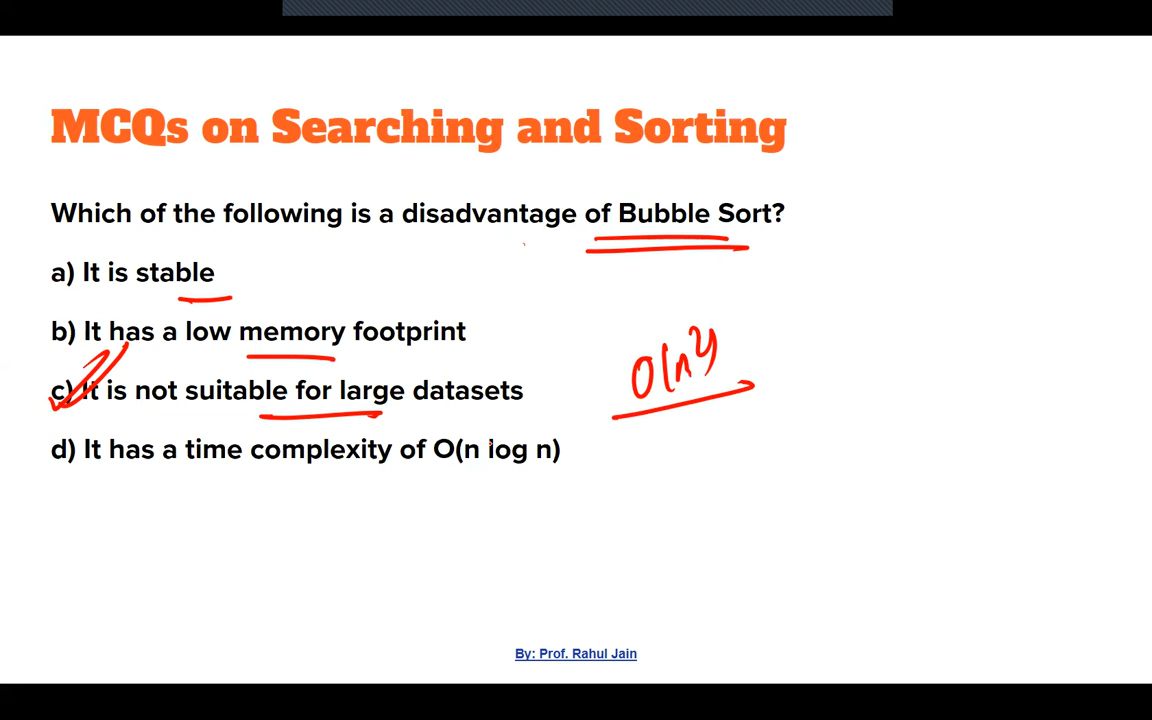 MCQs on Searching and Sorting
Which of the following is a disadvantage of Bubble Sort?
a) It is stable
b) It has a low memory footprint
c) It is not suitable for large datasets
O(n²)
d) It has a time complexity of O(n log n)
By: Prof. Rahul Jain